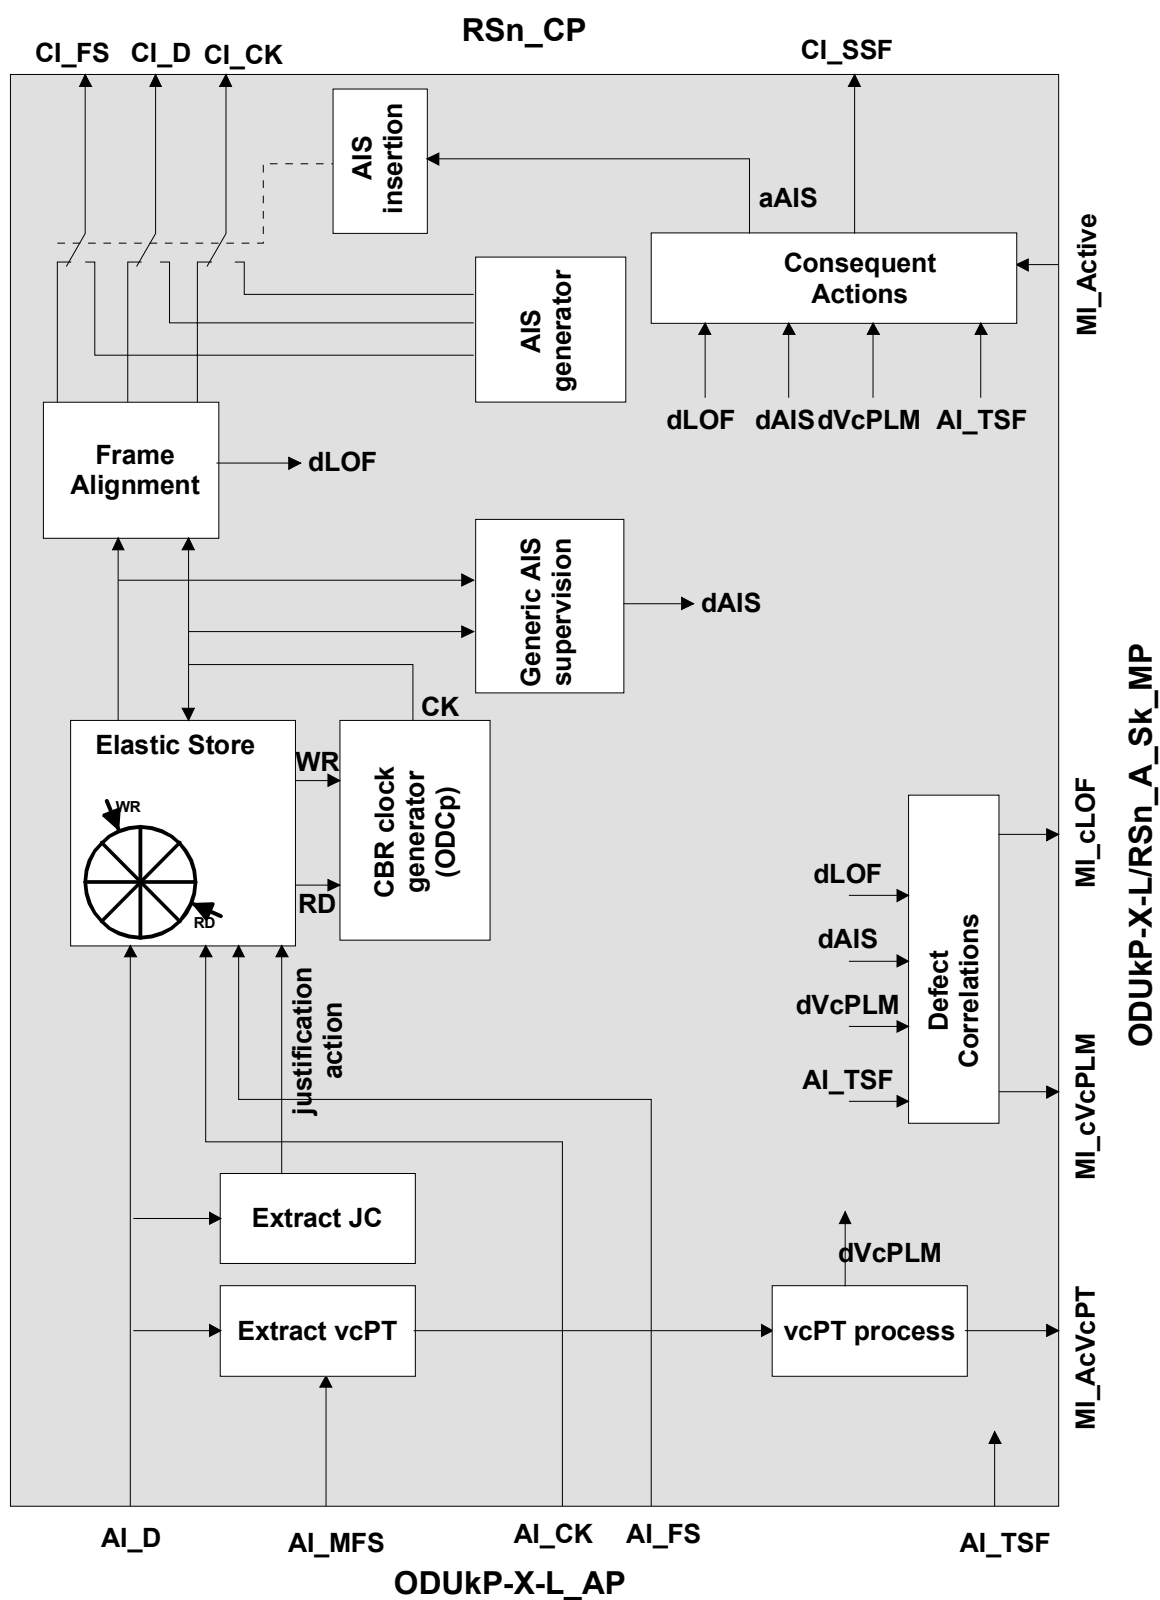 RSn_CP
CI_FS
CI_D
CI_CK
CI_SSF
AIS
insertion
aAIS
MI_Active
Consequent
Actions
AIS
generator
dLOF
dAIS
dVcPLM
AI_TSF
Frame
Alignment
dLOF
Generic AIS
supervision
dAIS
CK
Elastic Store
WR
WR
CBR clock
generator
(ODCp)
RD
RD
ODUkP-X-L/RSn_A_Sk_MP
MI_cLOF
dLOF
dAIS
dVcPLM
AI_TSF
Defect
Correlations
MI_cVcPLM
justification
action
Extract JC
dVcPLM
Extract vcPT
vcPT process
MI_AcVcPT
AI_D
AI_MFS
AI_CK
AI_FS
AI_TSF
ODUkP-X-L_AP